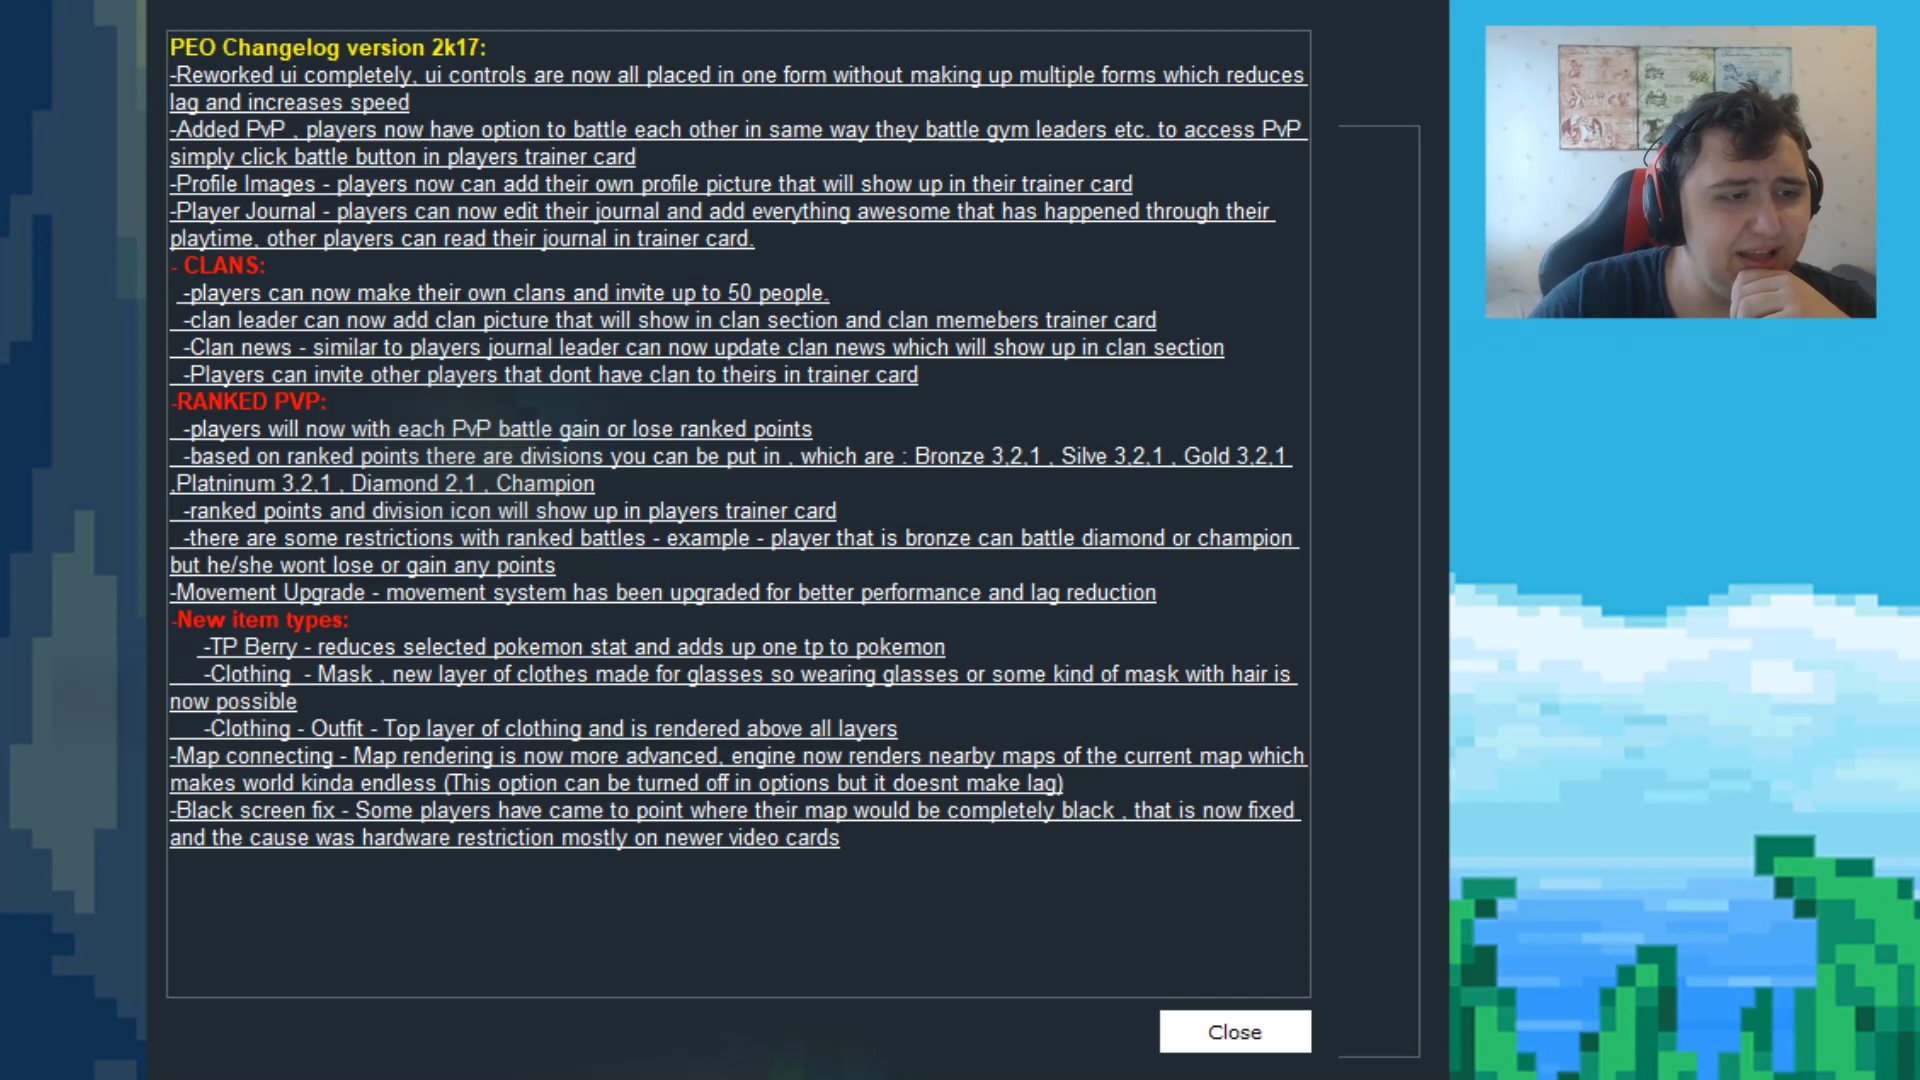 PEO Changelog version 2k17:
-Reworked ui completely, ui controls are now all placed in one form without making up multiple forms which reduces
lag and increases speed
-Added PvP , players now have option to battle each other in same way they battle gym leaders etc. to access PvP
simply click battle button in players trainer card
-Profile Images - players now can add their own profile picture that will show up in their trainer card
-Player Journal - players can now edit their journal and add everything awesome that has happened through their
playtime, other players can read their journal in trainer card.
- CLANS:
-players can now make their own clans and invite up to 50 people.
-clan leader can now add clan picture that will show in clan section and clan memebers trainer card
-Clan news - similar to players journal leader can now update clan news which will show up in clan section
-Players can invite other players that dont have clan to theirs in trainer card
-RANKED PVP:
-players will now with each PvP battle gain or lose ranked points
-based on ranked points there are divisions you can be put in , which are : Bronze 3,2,1 , Silve 3,2,1 , Gold 3,2,1
,Platninum 3,2,1 , Diamond 2,1 , Champion
-ranked points and division icon will show up in players trainer card
-there are some restrictions with ranked battles - example - player that is bronze can battle diamond or champion
but he/she wont lose or gain any points
-Movement Upgrade - movement system has been upgraded for better performance and lag reduction
-New item types:
-TP Berry - reduces selected pokemon stat and adds up one tp to pokemon
-Clothing - Mask , new layer of clothes made for glasses so wearing glasses or some kind of mask with hair is
now possible
-Clothing - Outfit - Top layer of clothing and is rendered above all layers
-Map connecting - Map rendering is now more advanced, engine now renders nearby maps of the current map which
makes world kinda endless (This option can be turned off in options but it doesnt make lag)
-Black screen fix - Some players have came to point where their map would be completely black , that is now fixed
and the cause was hardware restriction mostly on newer video cards
Close